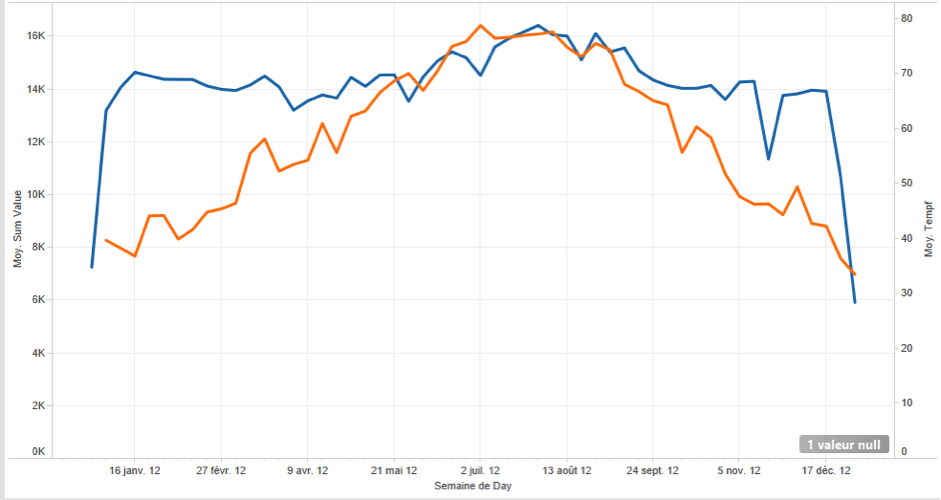 Moy. Sum Value
16K
14K
12K
10K
8K
6K
4K
2K
0K
80
70
60
50
40
30
20
10
0
Moy. Tempf
1 valeur null
16 janv. 12
27 févr. 12
9 avr. 12
21 mai 12
2 juil. 12
13 août 12
24 sept. 12
5 nov. 12
17 déc. 12
Semaine de Day